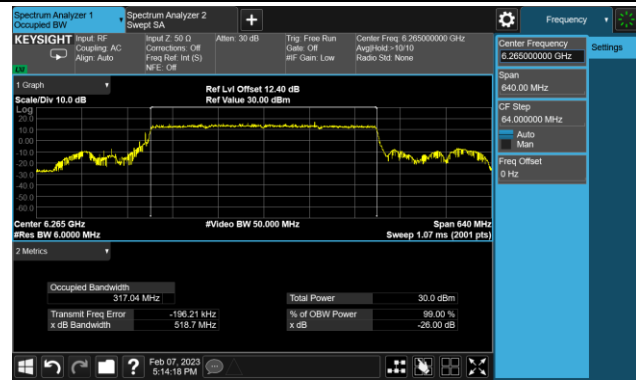 Spectrum Analyzer 1
Occupied BW
Spectrum Analyzer 2
Swept SA
+
Frequency
KEYSIGHT
Input: RF
Coupling: AC
Align: Auto
Input Z: 50 Ω
Corrections: Off
Freq Ref: Int (S)
NFE: Off
Atten: 30 dB
Trig: Free Run
Gate: Off
#IF Gain: Low
Center Freq: 6.265000000 GHz
Avg|Hold:>10/10
Radio Std: None
Center Frequency
6.265000000 GHz
Settings
Span
640.00 MHz
CF Step
64.000000 MHz
Auto
Man
Freq Offset
0 Hz
1 Graph
Scale/Div 10.0 dB
Ref Lvl Offset 12.40 dB
Ref Value 30.00 dBm
Log
20.0
10.0
0.00
-10.0
-20.0
-30.0
-40.0
-50.0
-60.0
Center 6.265 GHz
#Res BW 6.0000 MHz
#Video BW 50.000 MHz
Span 640 MHz
Sweep 1.07 ms (2001 pts)
2 Metrics
Occupied Bandwidth
317.04 MHz
Total Power 30.0 dBm
Transmit Freq Error -196.21 kHz
% of OBW Power 99.00 %
x dB Bandwidth 518.7 MHz
x dB -26.00 dB
?
Feb 07, 2023
5:14:18 PM